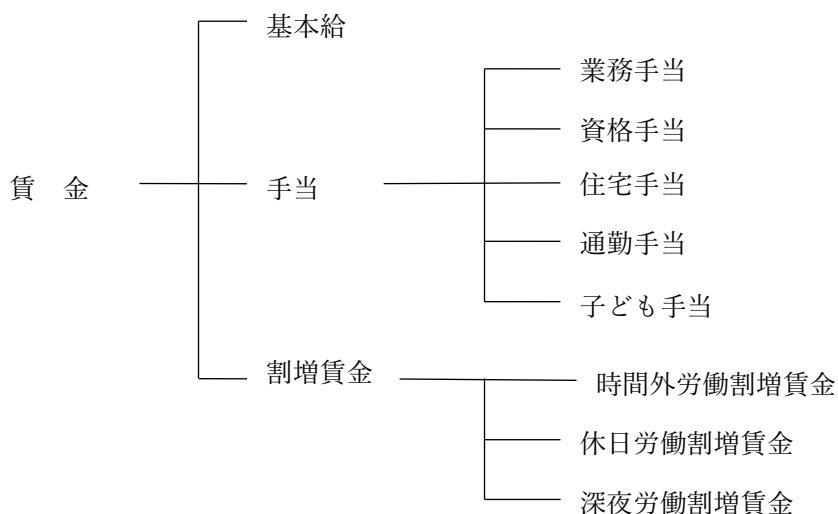 基本給
業務手当
資格手当
賃　金
手当
住宅手当
通勤手当
子ども手当
割増賃金
時間外労働割増賃金
休日労働割増賃金
深夜労働割増賃金